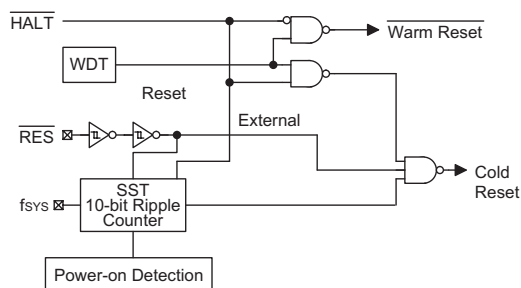 HALT
Warm Reset
WDT
Reset
External
RES
Cold
Reset
fSYS
SST
10-bit Ripple
Counter
Power-on Detection